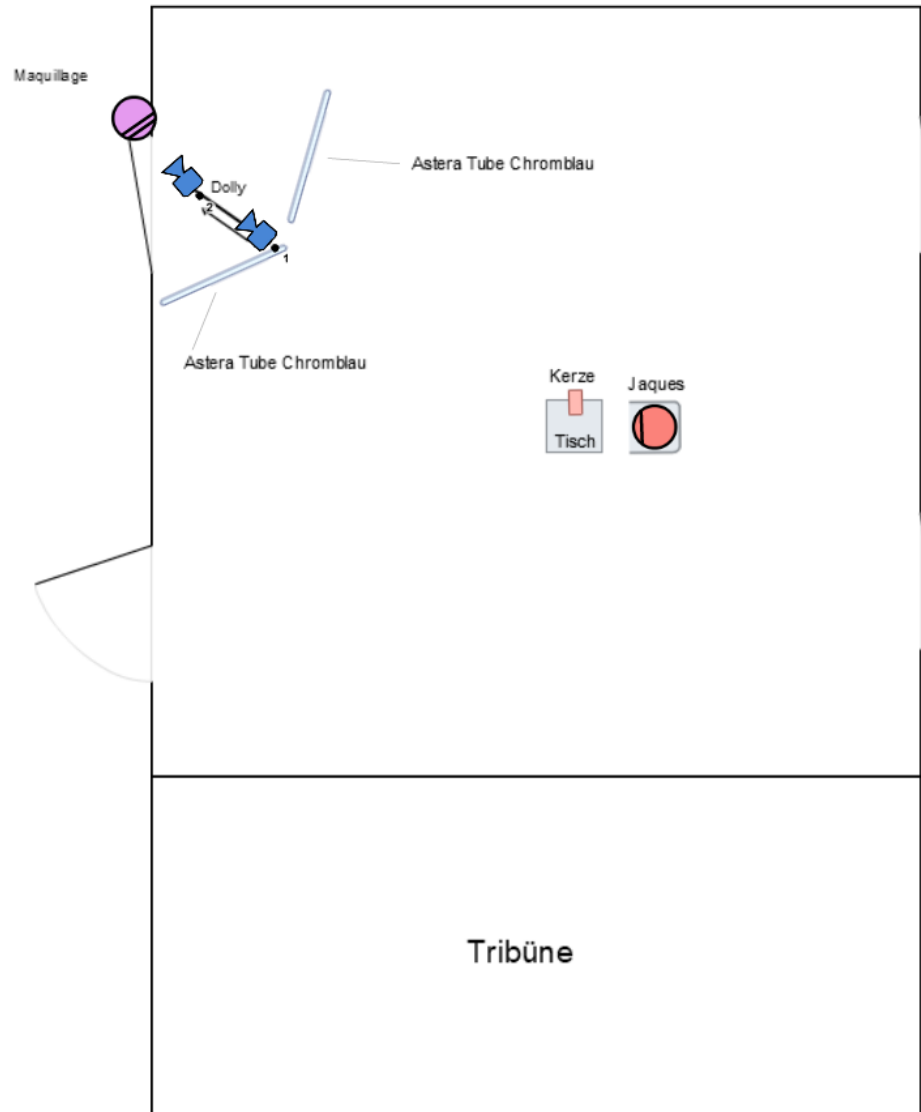 Maquillage
Astera Tube Chromblau
Dolly
2
1
Astera Tube Chromblau
Kerze
Jaques
Tisch
Tribüne